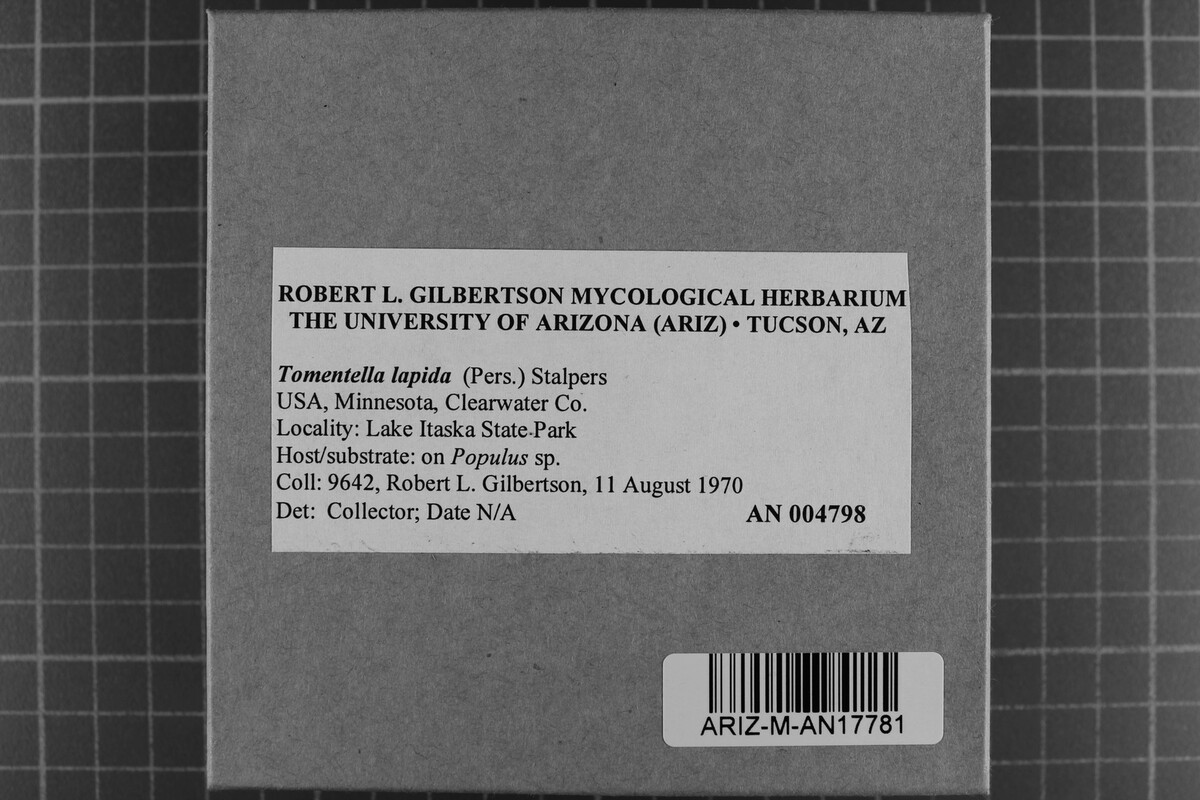 ROBERT L. GILBERTSON MYCOLOGICAL HERBARIUM
THE UNIVERSITY OF ARIZONA (ARIZ) • TUCSON, AZ
Tomentella lapida (Pers.) Stalpers
USA, Minnesota, Clearwater Co.
Locality: Lake Itaska State Park
Host/substrate: on Populus sp.
Coll: 9642, Robert L. Gilbertson, 11 August 1970
Det: Collector; Date N/A AN 004798
ARIZ-M-AN17781